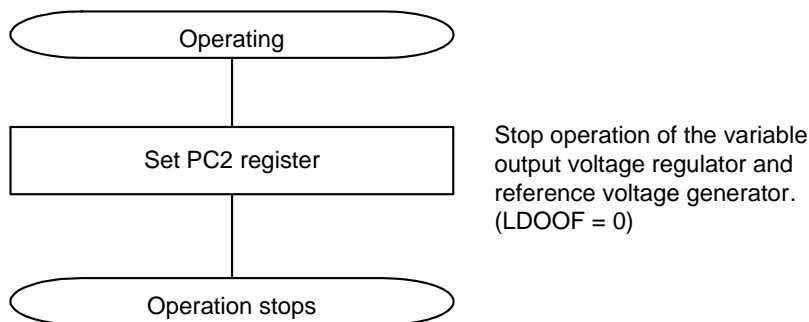 Operating
Set PC2 register
Stop operation of the variable
output voltage regulator and
reference voltage generator.
(LDOOF = 0)
Operation stops